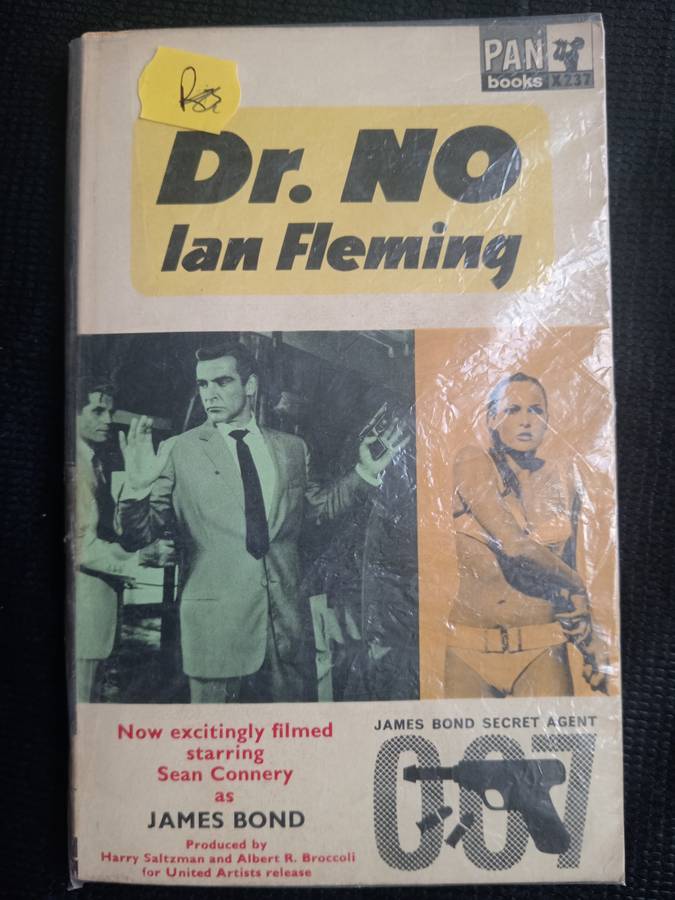 PAN
books X237
Dr. NO
Ian Fleming
Now excitingly filmed
starring
Sean Connery
as
JAMES BOND
Produced by
Harry Saltzman and Albert R. Broccoli
for United Artists release
JAMES BOND SECRET AGENT
007